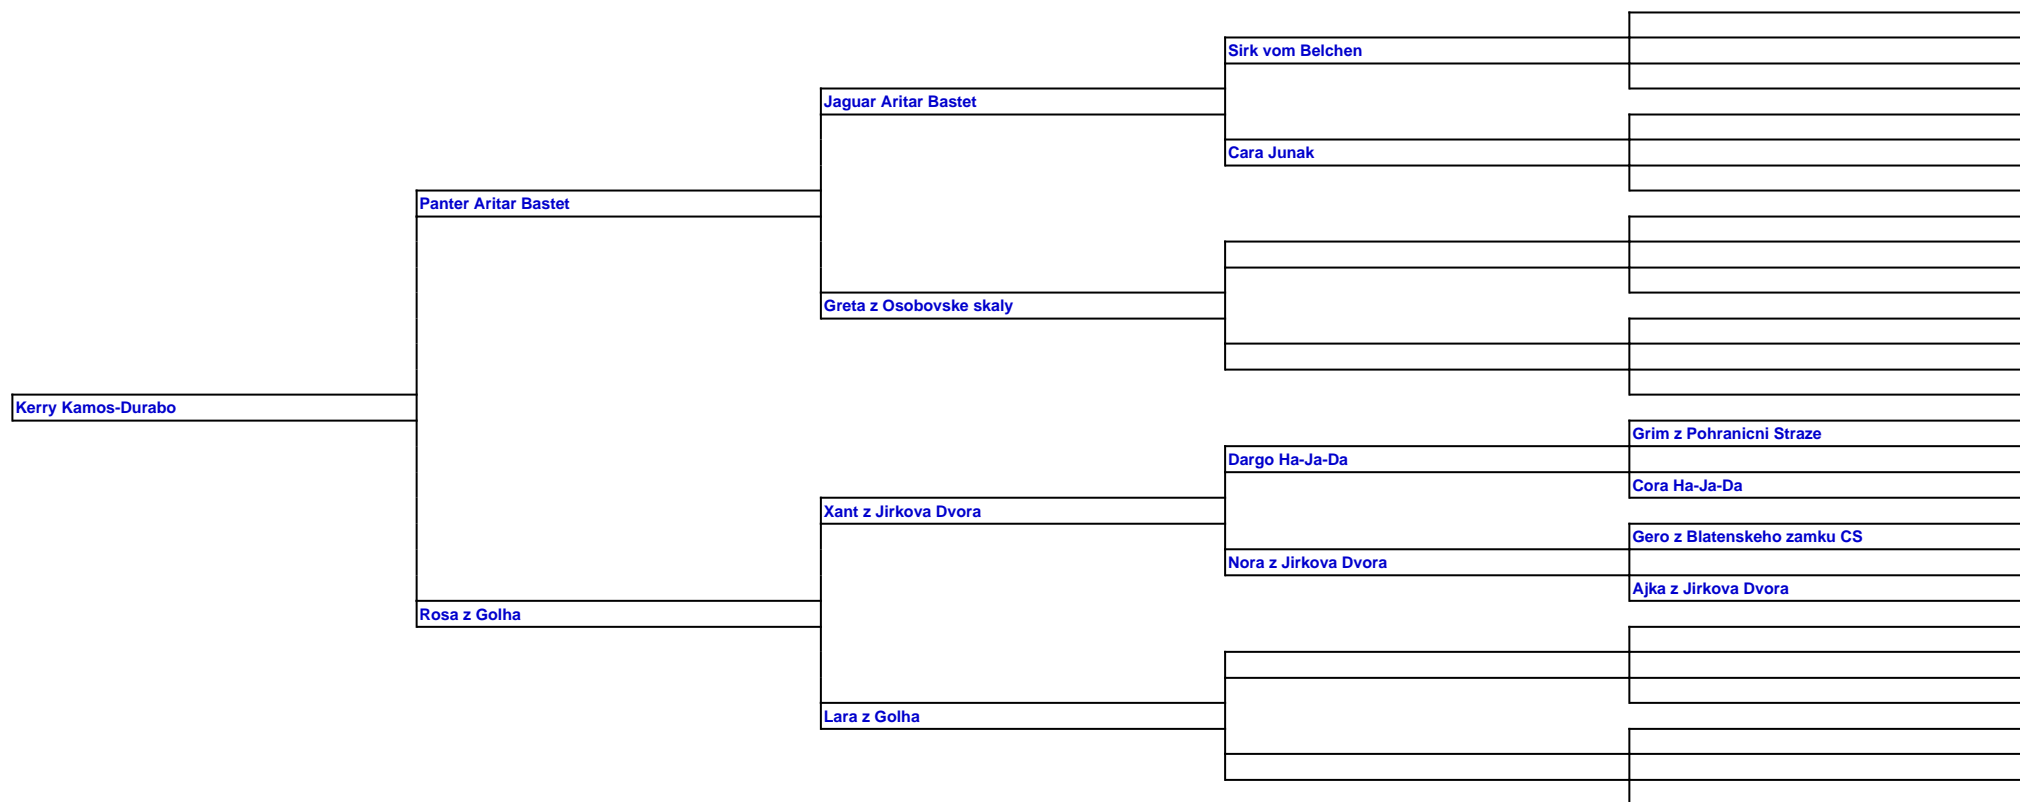 Sirk vom Belchen
Jaguar Aritar Bastet
Cara Junak
Panter Aritar Bastet
Greta z Osobovske skaly
Kerry Kamos-Durabo
Grim z Pohranicni Straze
Dargo Ha-Ja-Da
Cora Ha-Ja-Da
Xant z Jirkova Dvora
Gero z Blatenskeho zamku CS
Nora z Jirkova Dvora
Ajka z Jirkova Dvora
Rosa z Golha
Lara z Golha